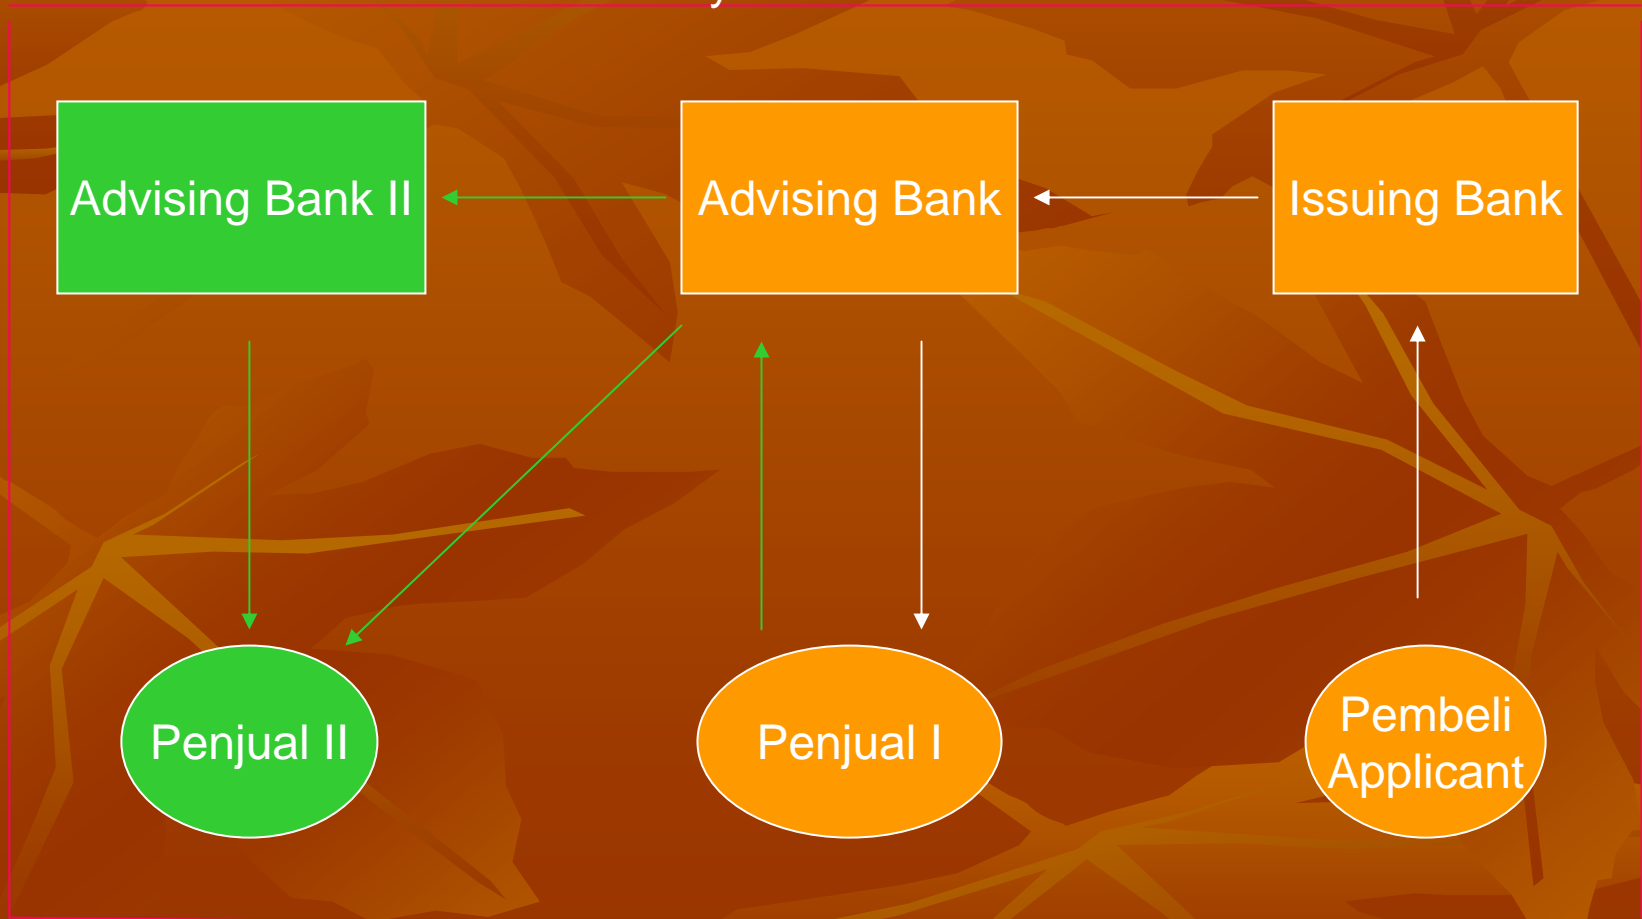 Advising Bank II
Advising Bank
Issuing Bank
Penjual II
Penjual I
Pembeli
Applicant